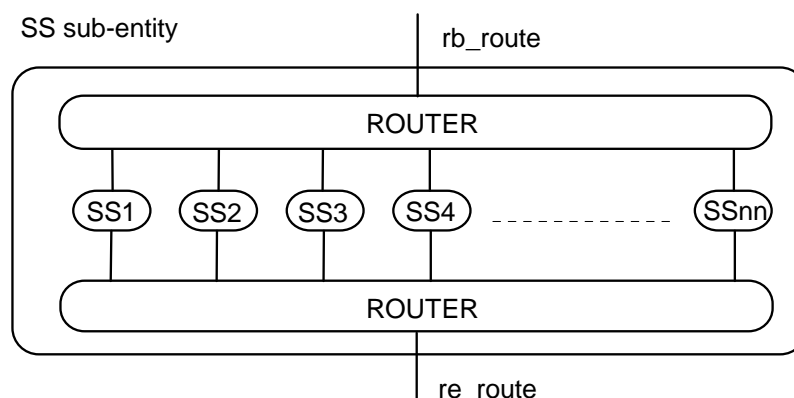 SS sub-entity
rb_route
ROUTER
SS1 SS2 SS3 SS4 SSnn
ROUTER
re_route